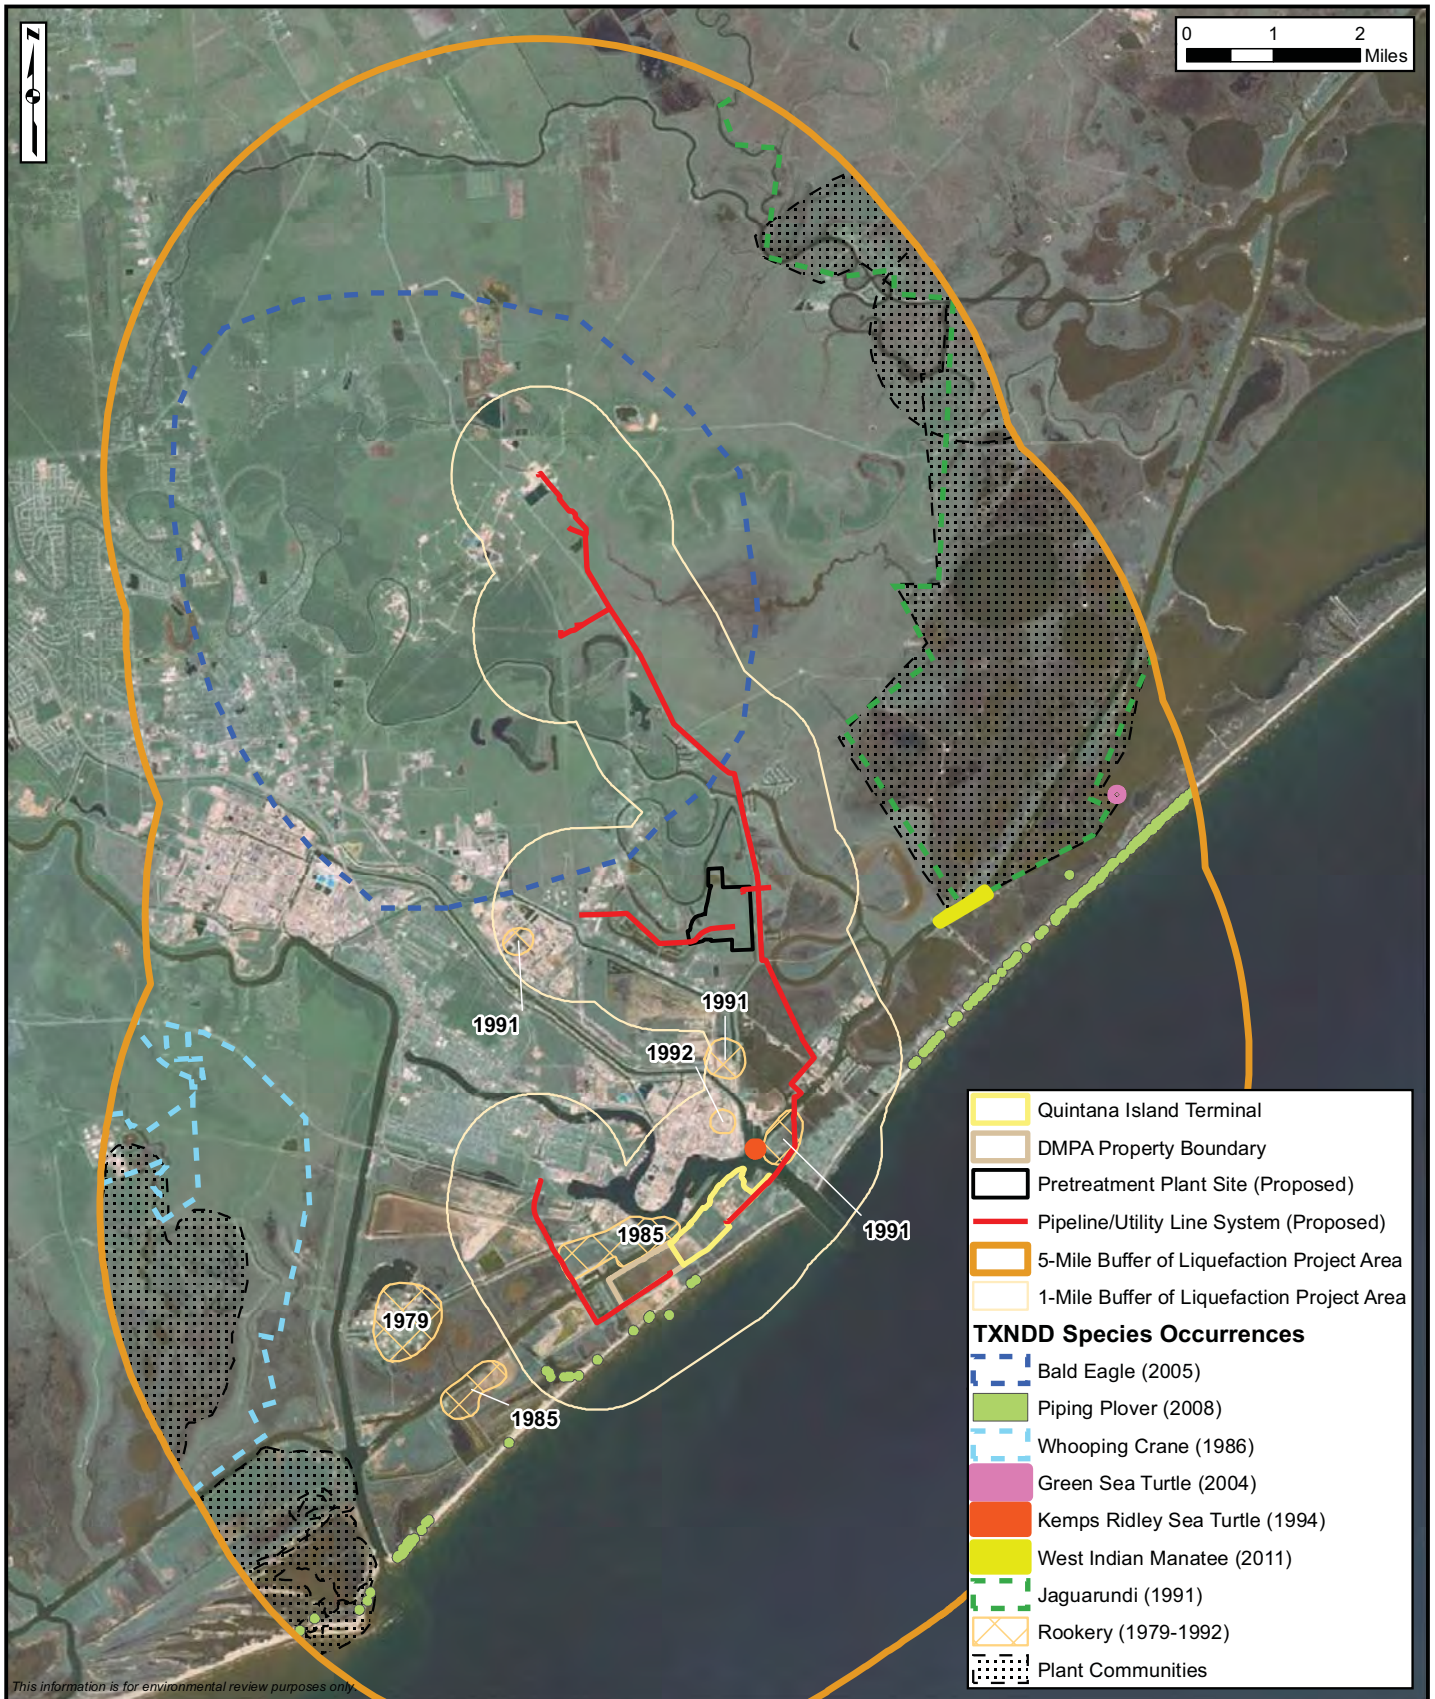 N
0 1 2
Miles
1991
1991
1992
1991
1985
1979
1985
Quintana Island Terminal
DMPA Property Boundary
Pretreatment Plant Site (Proposed)
Pipeline/Utility Line System (Proposed)
5-Mile Buffer of Liquefaction Project Area
1-Mile Buffer of Liquefaction Project Area
TXNDD Species Occurrences
Bald Eagle (2005)
Piping Plover (2008)
Whooping Crane (1986)
Green Sea Turtle (2004)
Kemps Ridley Sea Turtle (1994)
West Indian Manatee (2011)
Jaguarundi (1991)
Rookery (1979-1992)
Plant Communities
This information is for environmental review purposes only.